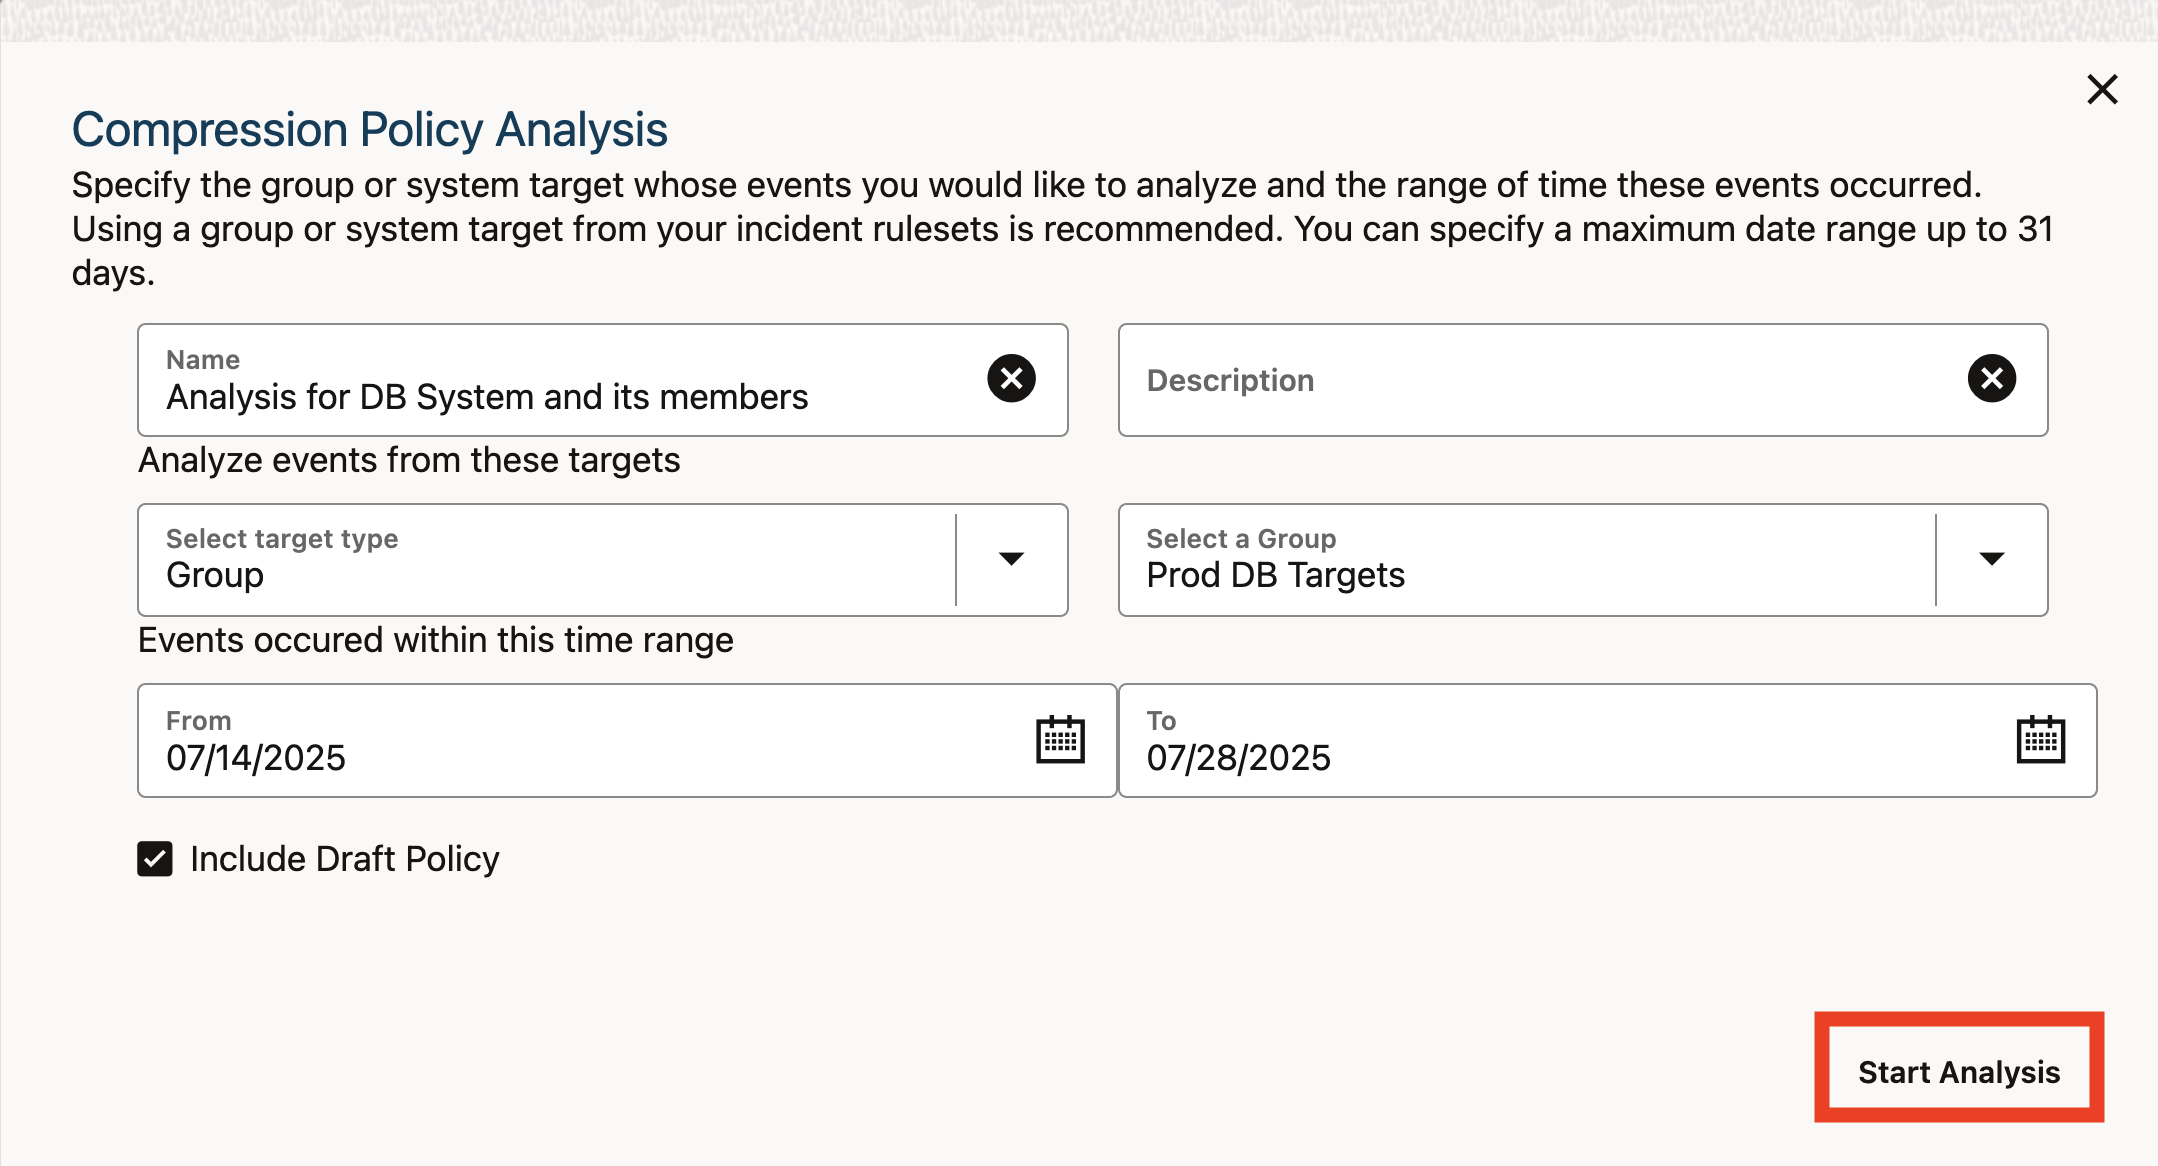 Compression Policy Analysis
Specify the group or system target whose events you would like to analyze and the range of time these events occurred.
Using a group or system target from your incident rulesets is recommended. You can specify a maximum date range up to 31
days.
Name
Analysis for DB System and its members
Description
Analyze events from these targets
Select target type
Group
Select a Group
Prod DB Targets
Events occured within this time range
From
07/14/2025
To
07/28/2025
Include Draft Policy
Start Analysis